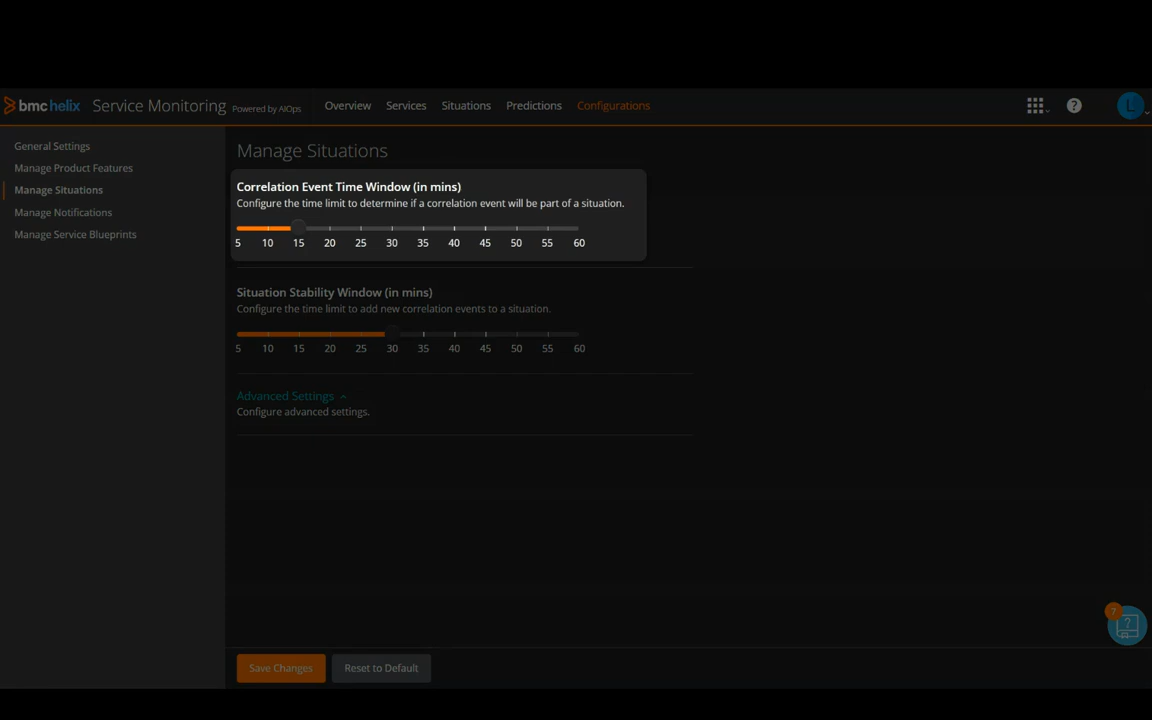 bmc helix Service Monitoring Powered by AIOps Overview Services Situations Predictions Configurations ? L
General Settings
Manage Product Features
Manage Situations
Manage Notifications
Manage Service Blueprints
Manage Situations
Correlation Event Time Window (in mins)
Configure the time limit to determine if a correlation event will be part of a situation.
5 10 15 20 25 30 35 40 45 50 55 60
Situation Stability Window (in mins)
Configure the time limit to add new correlation events to a situation.
5 10 15 20 25 30 35 40 45 50 55 60
Advanced Settings
Configure advanced settings.
7
?
Save Changes Reset to Default